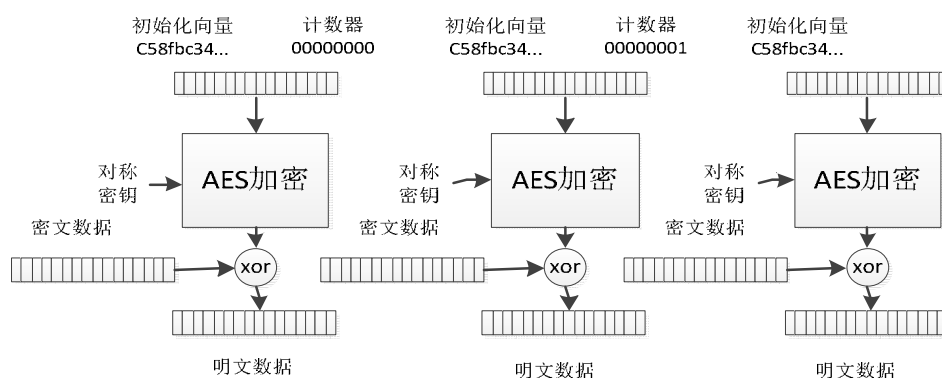 初始化向量 计数器 初始化向量 计数器 初始化向量
C58fbc34... 00000000 C58fbc34... 00000001 C58fbc34...
对称
密钥
AES加密
对称
密钥
AES加密
对称
密钥
AES加密
密文数据 密文数据 密文数据
xor xor xor
明文数据 明文数据 明文数据